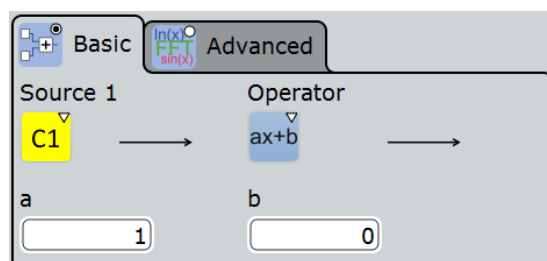 Basic
ln(x)
FFT
sin(x)
Advanced
Source 1 Operator
C1 ax+b
a b
1 0